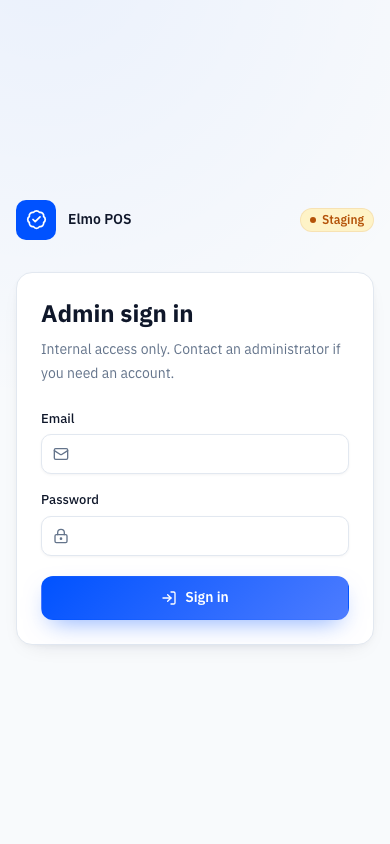 Elmo POS
Staging
Admin sign in
Internal access only. Contact an administrator if
you need an account.
Email
Password
Sign in